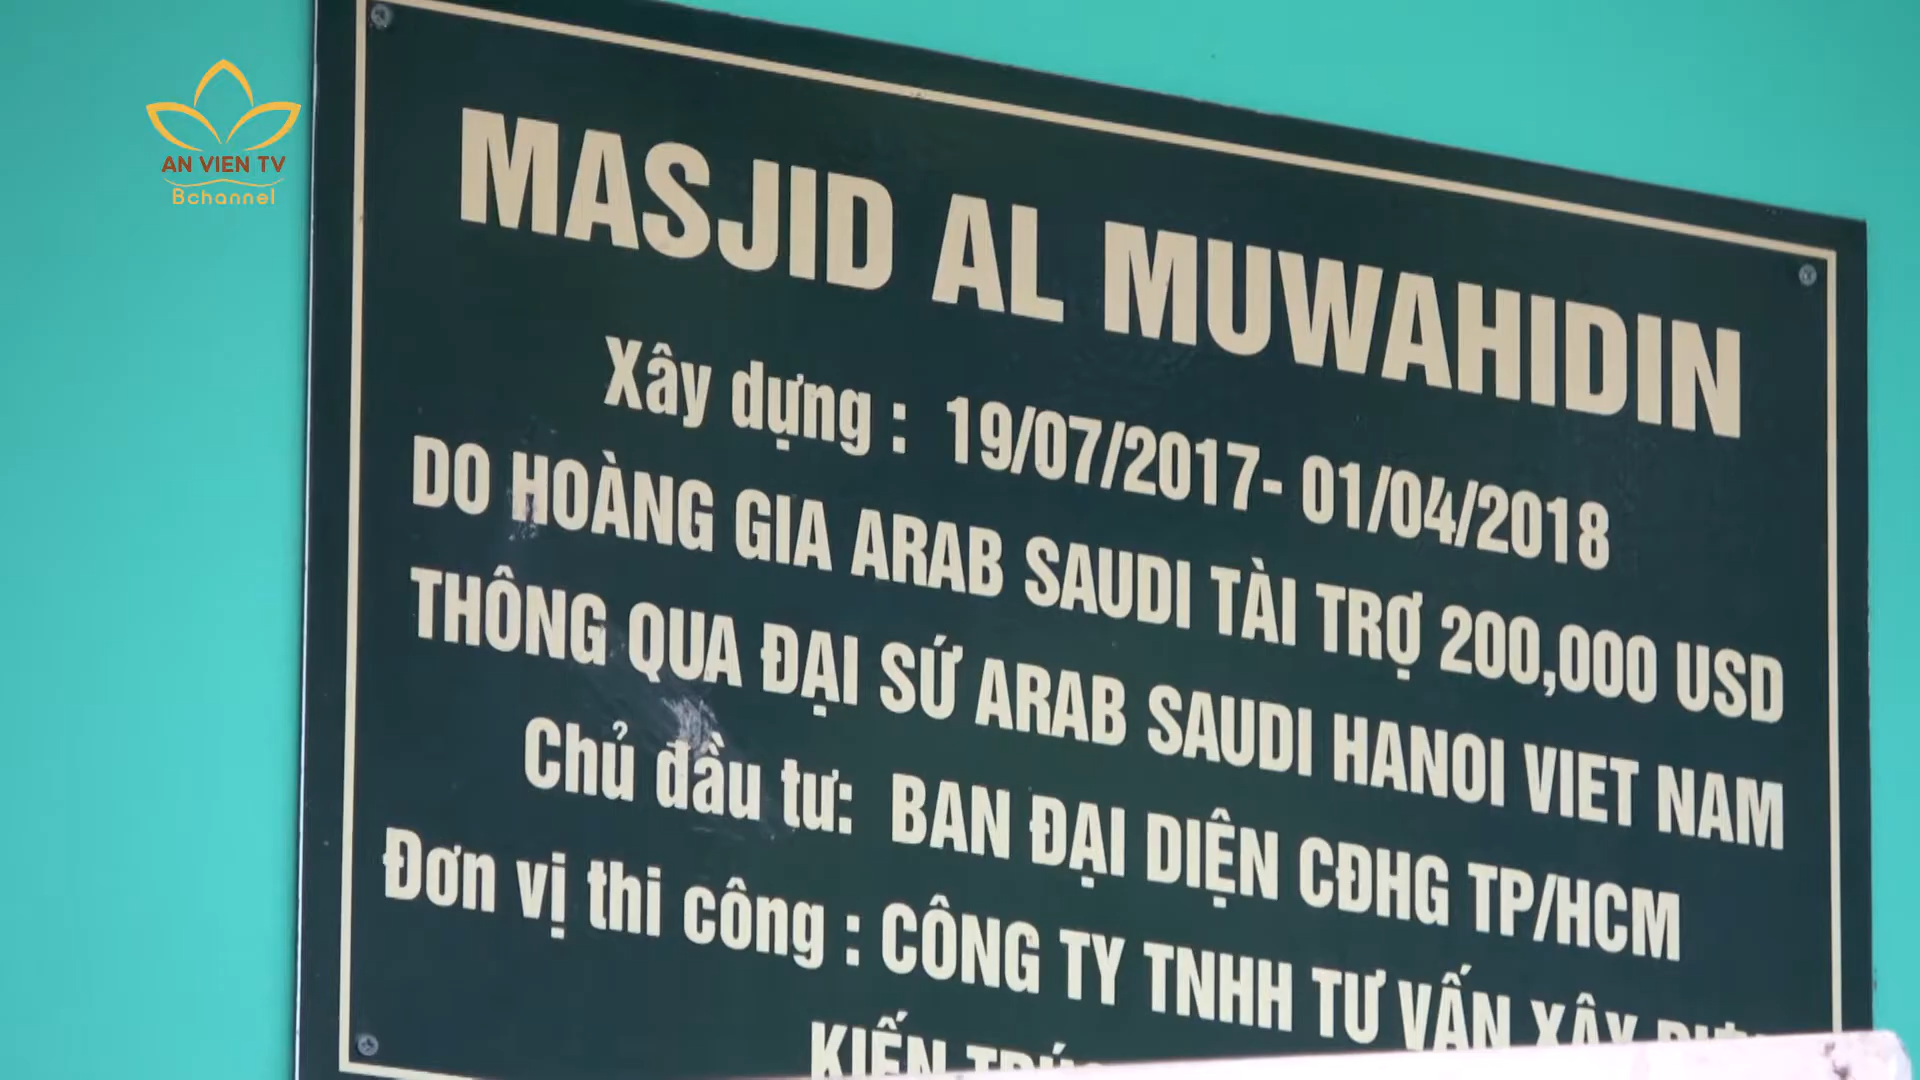 AN VIEN TV
Bchannel
MASJID AL MUWAHIDIN
Xây dựng : 19/07/2017- 01/04/2018
DO HOÀNG GIA ARAB SAUDI TÀI TRỢ 200,000 USD
THÔNG QUA ĐẠI SỨ ARAB SAUDI HANOI VIET NAM
Chủ đầu tư: BAN ĐẠI DIỆN CĐHG TP/HCM
Đơn vị thi công : CÔNG TY TNHH TƯ VẤN XÂY
KIẾN